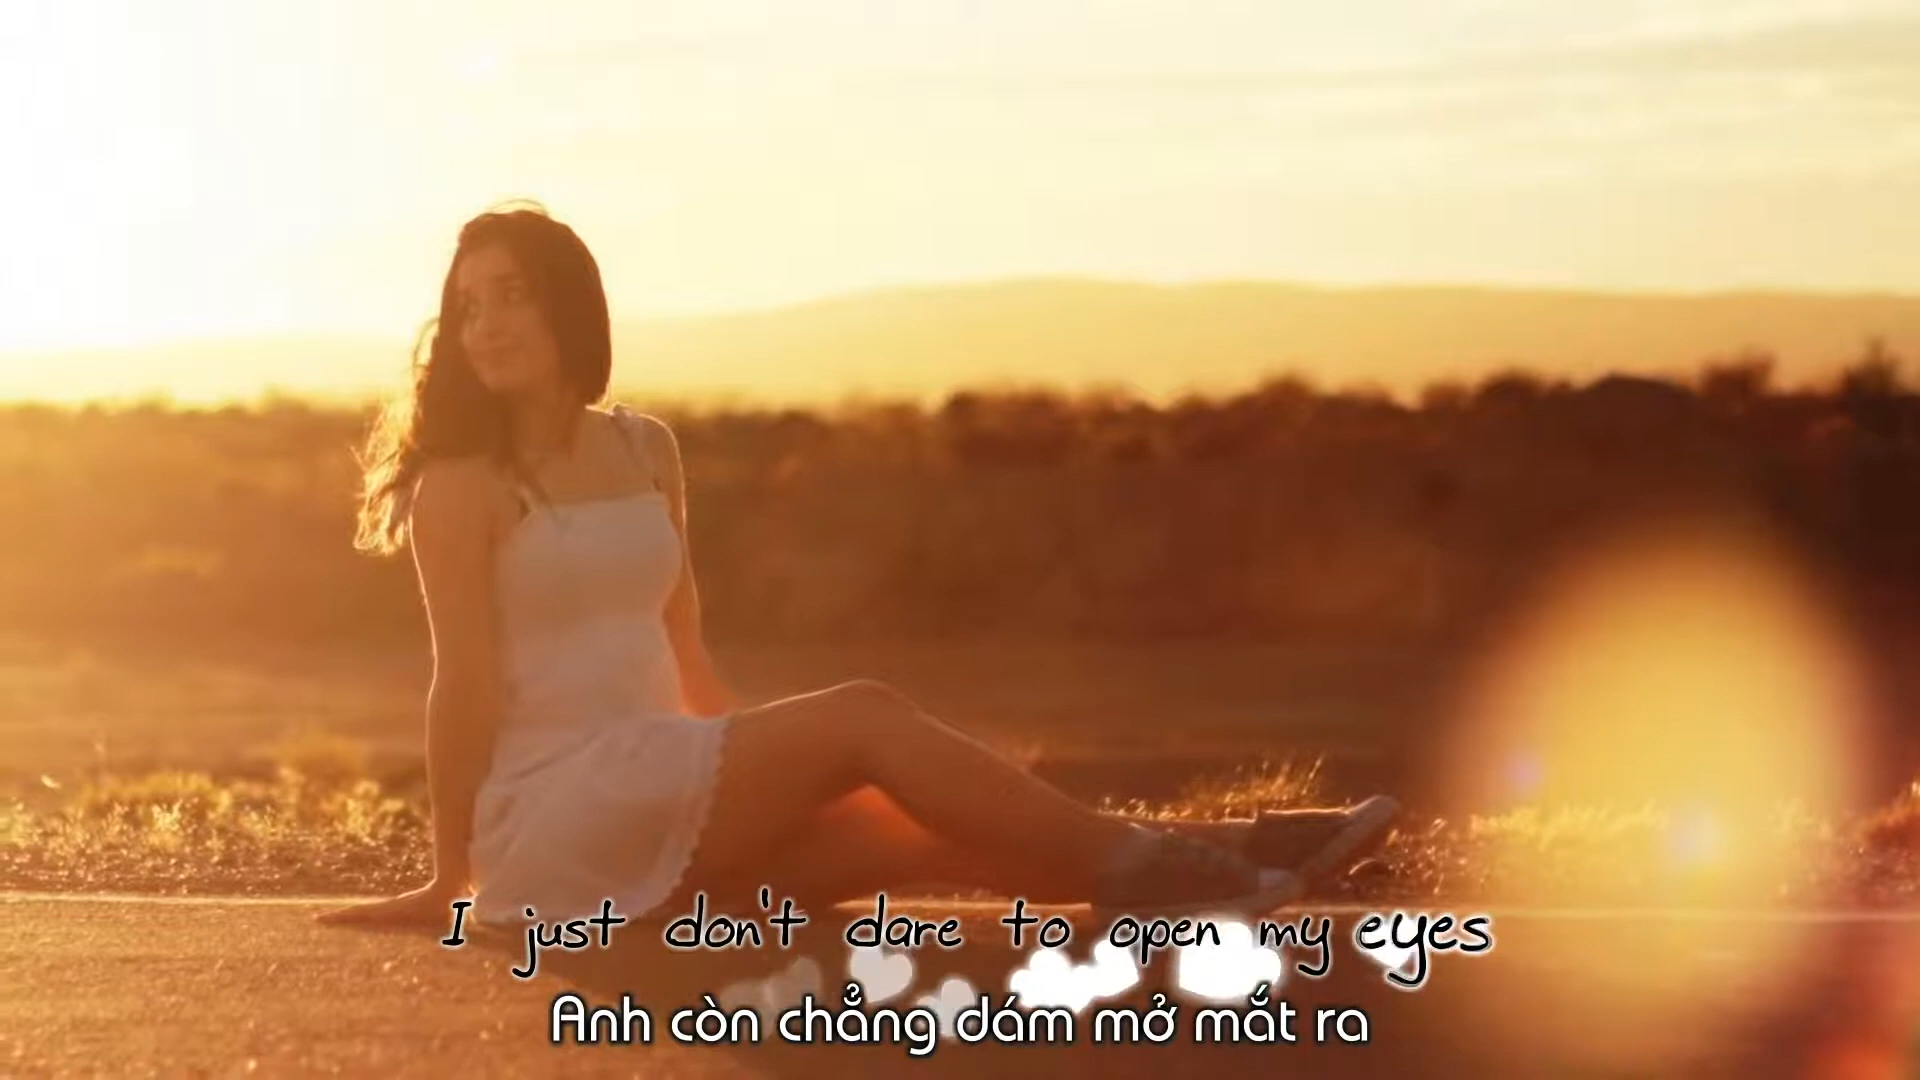 I just don't dare to open my eyes
Anh còn chẳng dám mở mắt ra